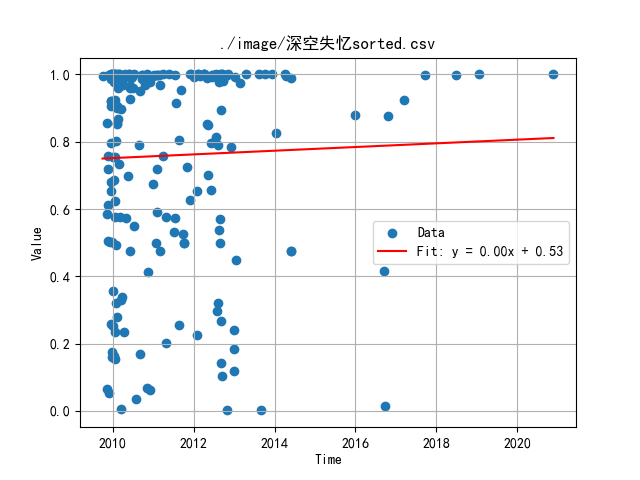 ./image/深空失忆sorted.csv
1.0
0.8
0.6
0.4
0.2
0.0
Value
Data
Fit: y = 0.00x + 0.53
2010 2012 2014 2016 2018 2020
Time